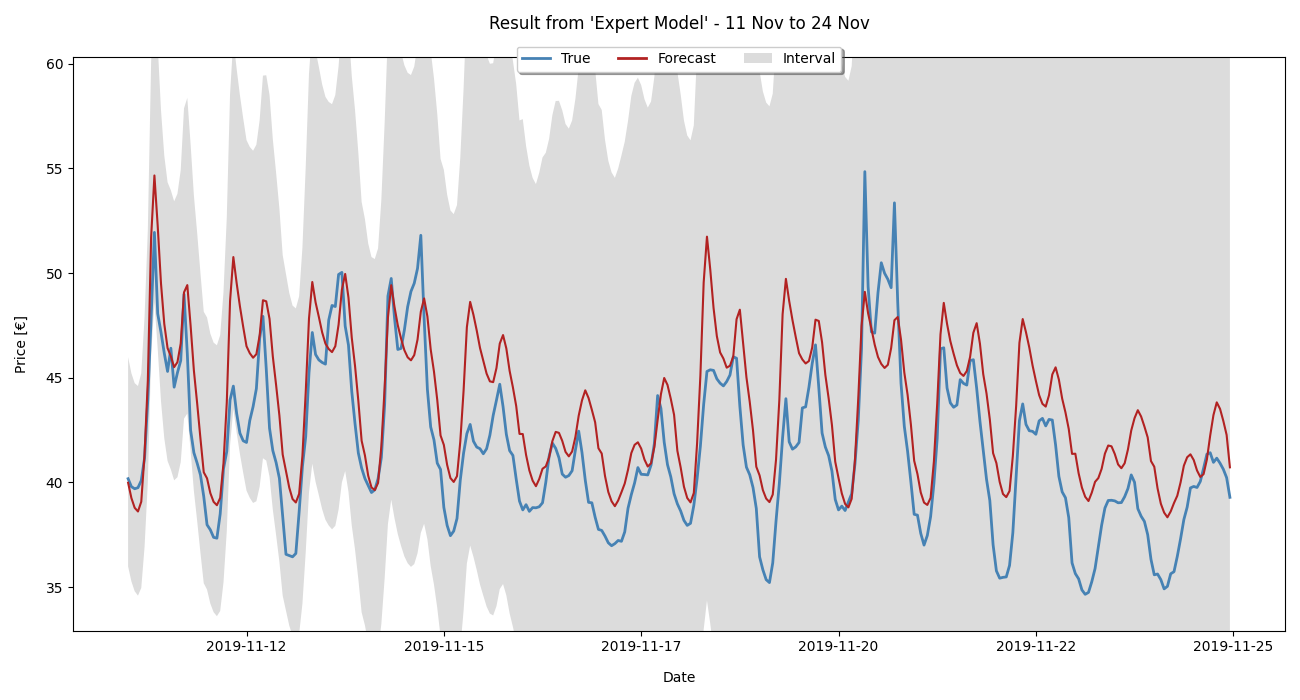 Result from 'Expert Model' - 11 Nov to 24 Nov
True Forecast Interval
60
55
50
45
40
35
Price [€]
2019-11-12 2019-11-15 2019-11-17 2019-11-20 2019-11-22 2019-11-25
Date